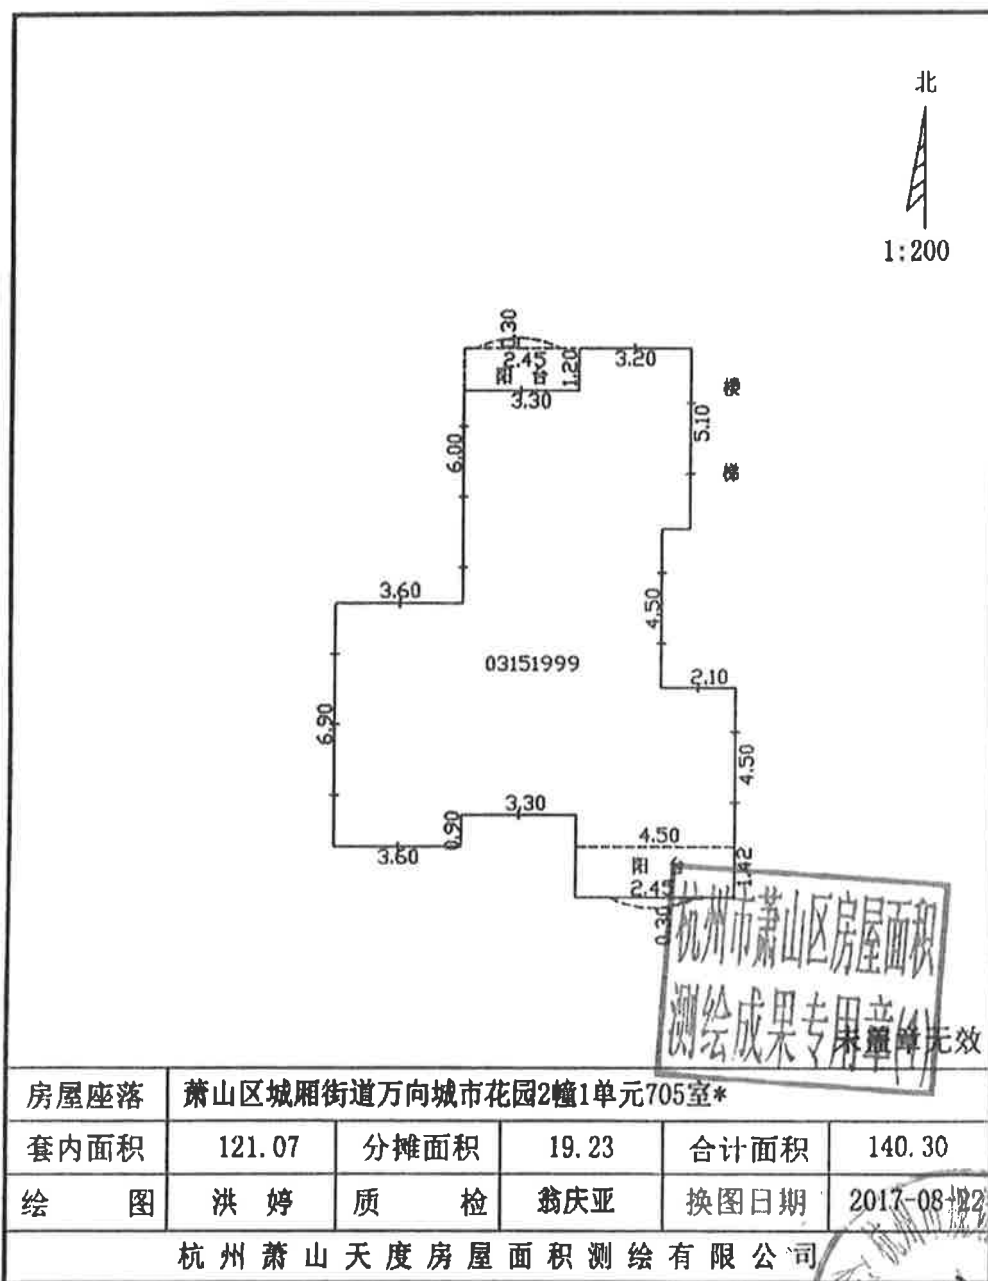 北
1:200
0.30
2.45
阳 台
1.20
3.20
3.30
楼
5.10
梯
6.00
3.60
4.50
03151999
2.10
6.90
4.50
3.30
0.90
4.50
3.60
阳 台
1.42
2.45
0.30
杭州市萧山区房屋面积
测绘成果专用章(1)
未盖章无效
房屋座落 萧山区城厢街道万向城市花园2幢1单元705室*
套内面积 121.07 分摊面积 19.23 合计面积 140.30
绘 图 洪 婷 质 检 翁庆亚 换图日期 2017-08-22
杭州萧山天度房屋面积测绘有限公司